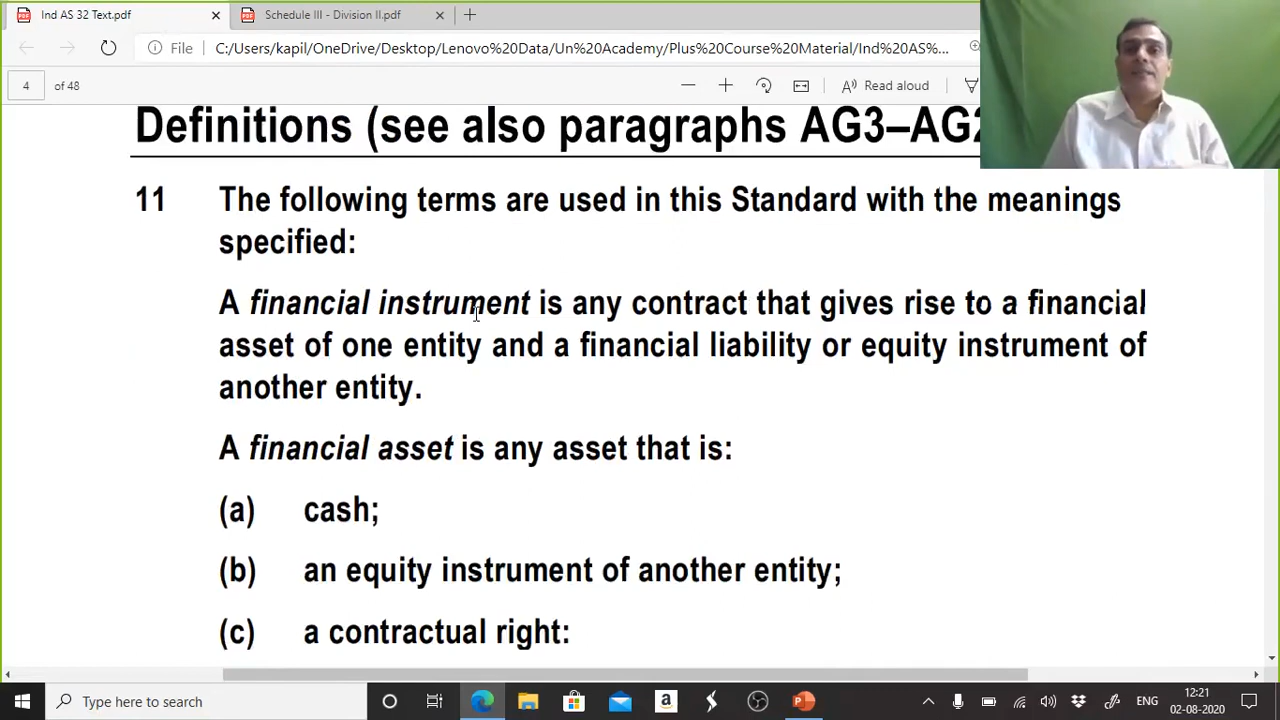 Ind AS 32 Text.pdf
Schedule III - Division II.pdf
File
C:/Users/kapil/OneDrive/Desktop/Lenovo%20Data/Un%20Academy/Plus%20Course%20Material/Ind%20AS%...
4 of 48
Read aloud
Definitions (see also paragraphs AG3–AG2
11 The following terms are used in this Standard with the meanings
specified:
A financial instrument is any contract that gives rise to a financial
asset of one entity and a financial liability or equity instrument of
another entity.
A financial asset is any asset that is:
(a) cash;
(b) an equity instrument of another entity;
(c) a contractual right:
Type here to search
ENG
12:21
02-08-2020